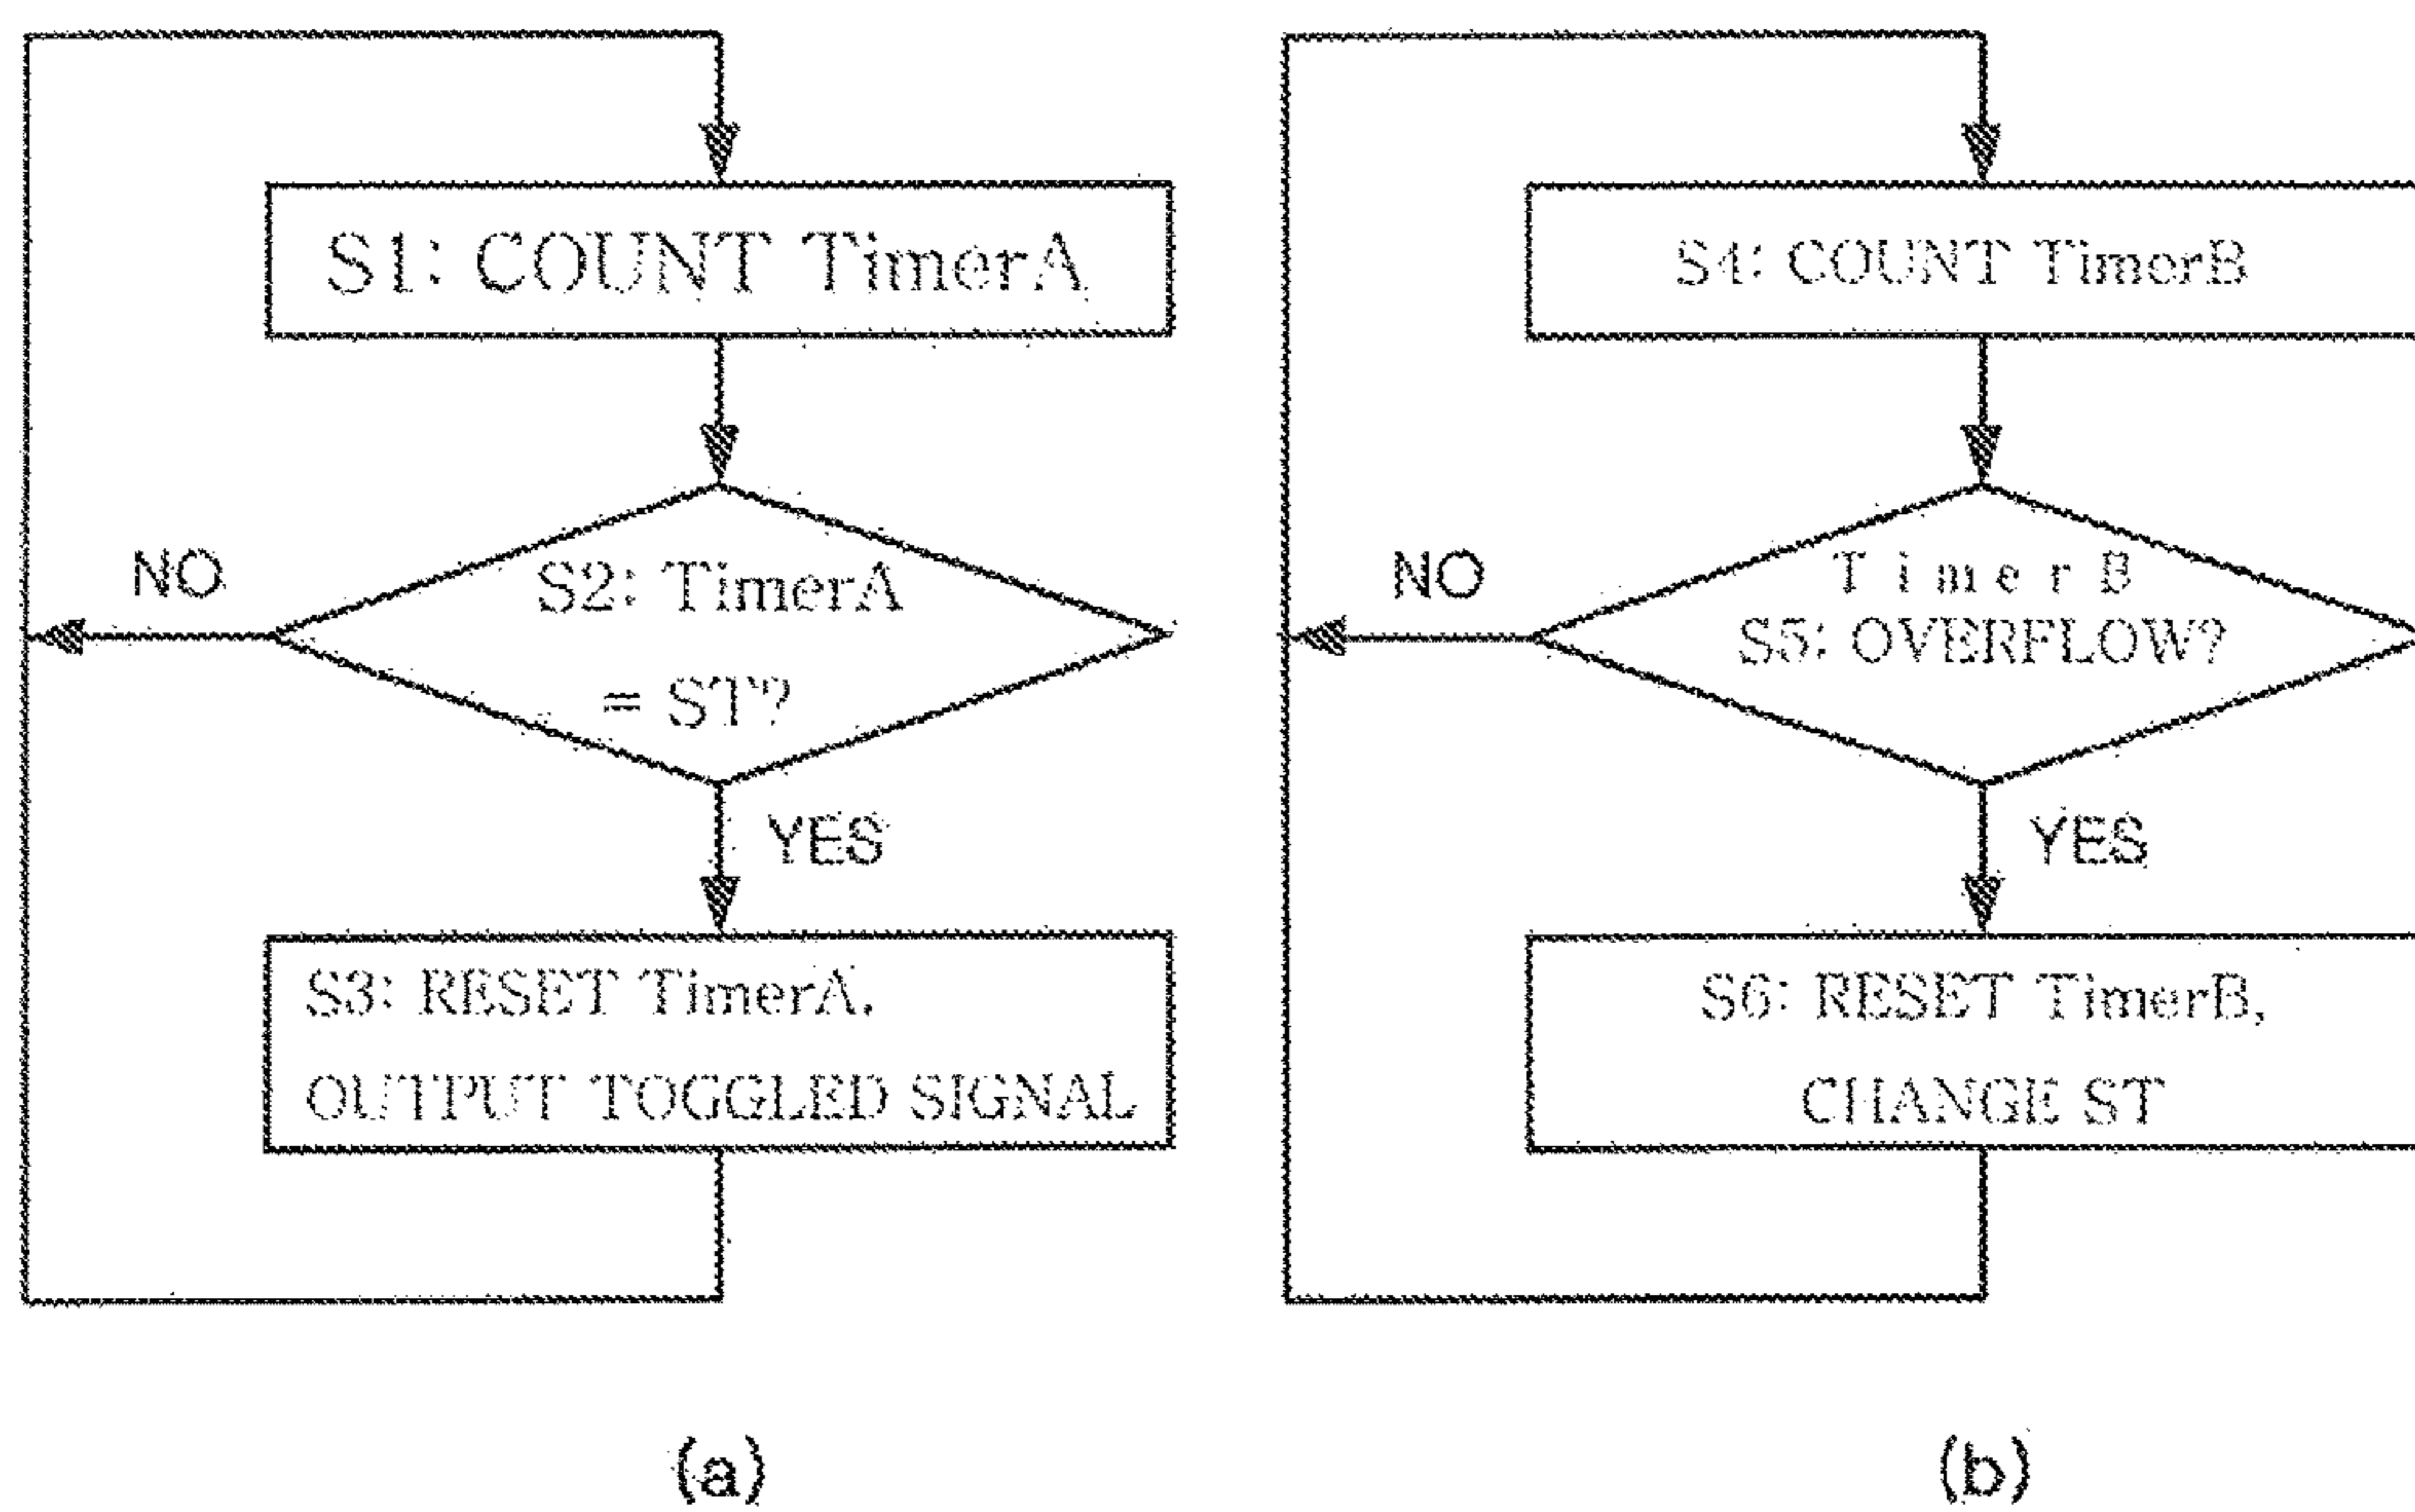 S1: COUNT TimerA
NO
S2: TimerA
= ST?
YES
S3: RESET TimerA.
OUTPUT TOGGLED SIGNAL
(a)
S4: COUNT TimerB
NO
TimerB
S5: OVERFLOW?
YES
S6: RESET TimerB,
CHANGE ST
(b)